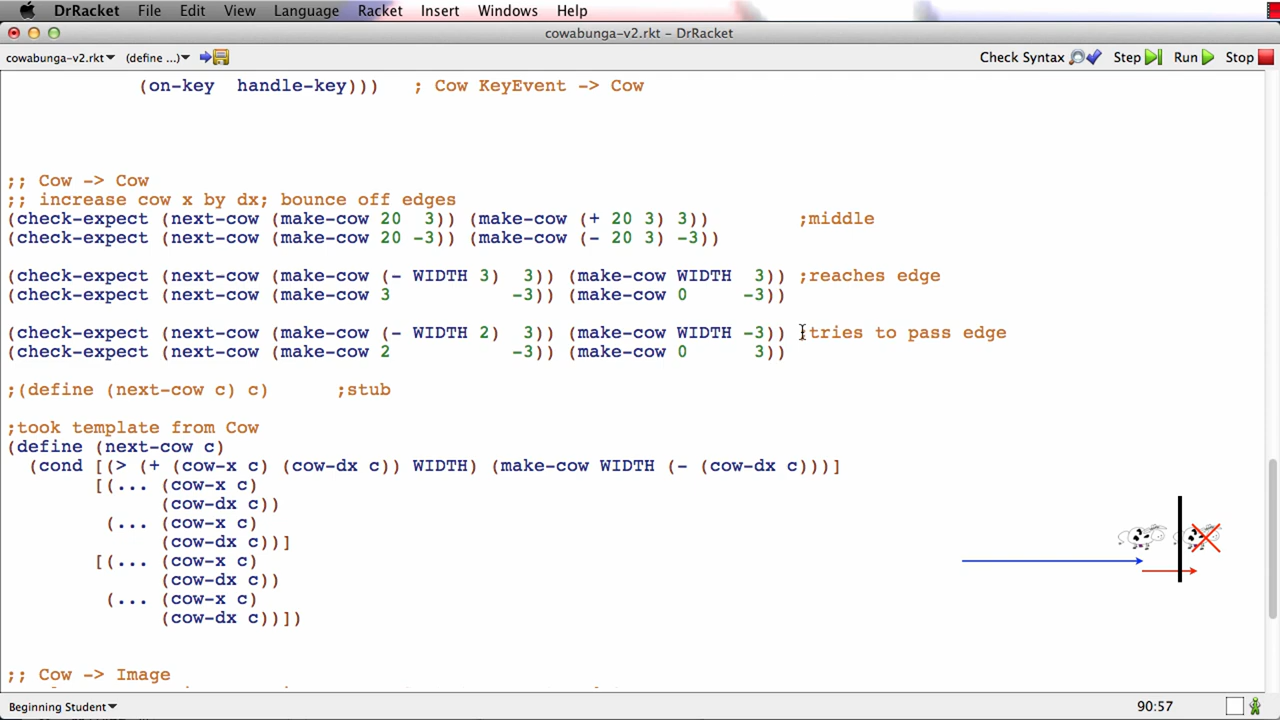 DrRacket File Edit View Language Racket Insert Windows Help
cowabunga-v2.rkt - DrRacket
cowabunga-v2.rkt (define ...) Check Syntax Step Run Stop
(on-key handle-key))) ; Cow KeyEvent -> Cow
;; Cow -> Cow
;; increase cow x by dx; bounce off edges
(check-expect (next-cow (make-cow 20 3)) (make-cow (+ 20 3) 3)) ;middle
(check-expect (next-cow (make-cow 20 -3)) (make-cow (- 20 3) -3))
(check-expect (next-cow (make-cow (- WIDTH 3) 3)) (make-cow WIDTH 3)) ;reaches edge
(check-expect (next-cow (make-cow 3 -3)) (make-cow 0 -3))
(check-expect (next-cow (make-cow (- WIDTH 2) 3)) (make-cow WIDTH -3)) ;tries to pass edge
(check-expect (next-cow (make-cow 2 -3)) (make-cow 0 3))
;(define (next-cow c) c) ;stub
;took template from Cow
(define (next-cow c)
(cond [(> (+ (cow-x c) (cow-dx c)) WIDTH) (make-cow WIDTH (- (cow-dx c)))]
[(... (cow-x c)
(cow-dx c))
(... (cow-x c)
(cow-dx c))]
[(... (cow-x c)
(cow-dx c))
(... (cow-x c)
(cow-dx c))])
;; Cow -> Image
Beginning Student 90:57